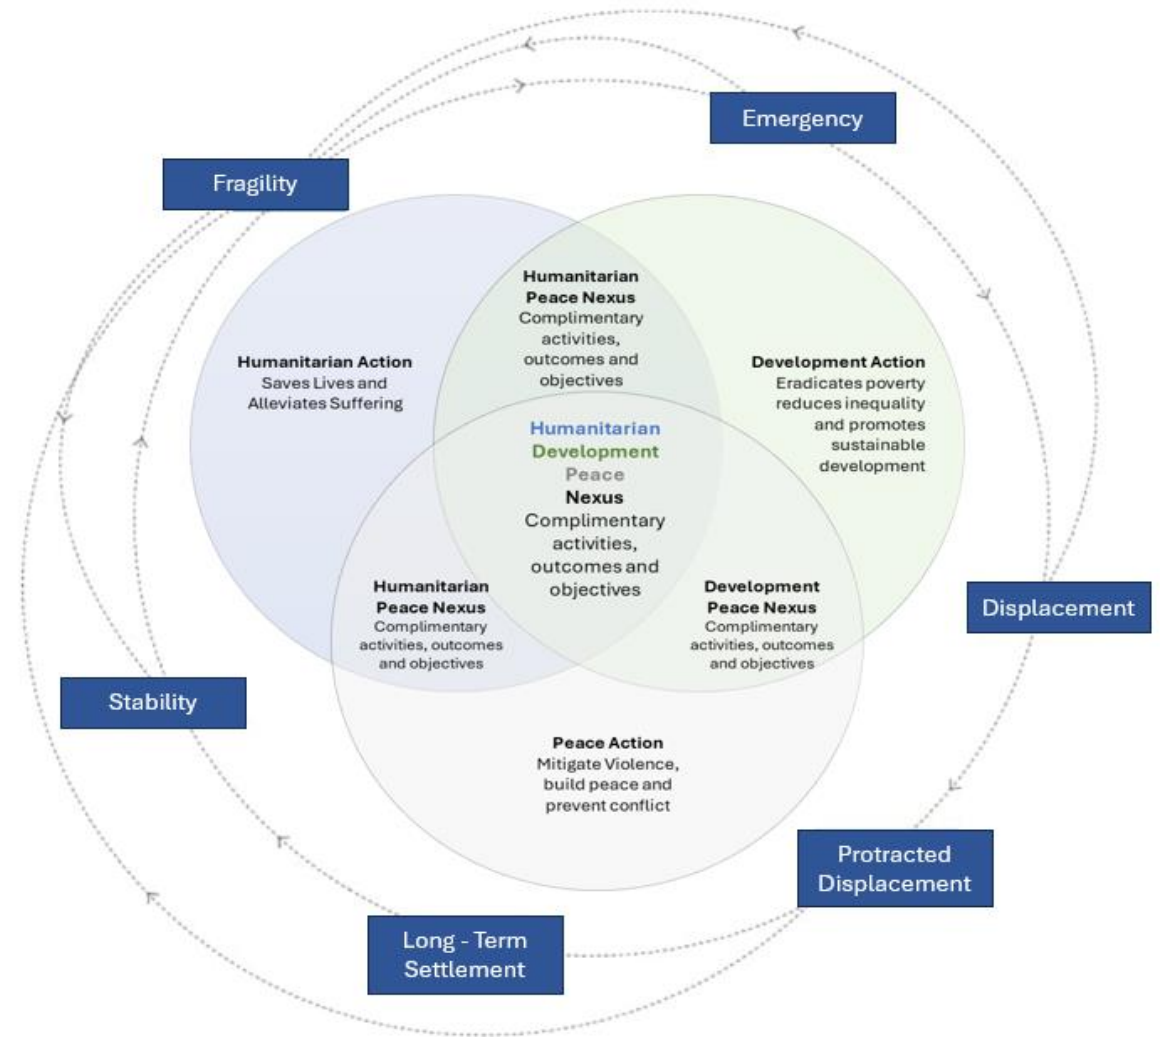 Emergency
Fragility
Humanitarian
Peace Nexus
Complimentary
activities,
outcomes and
objectives
Humanitarian Action
Saves Lives and
Alleviates Suffering
Development Action
Eradicates poverty
reduces inequality
and promotes
sustainable
development
Humanitarian
Development
Peace
Nexus
Complimentary
activities,
outcomes and
objectives
Humanitarian
Peace Nexus
Complimentary
activities, outcomes
and objectives
Development
Peace Nexus
Complimentary
activities, outcomes
and objectives
Displacement
Stability
Peace Action
Mitigate Violence,
build peace and
prevent conflict
Protracted
Displacement
Long - Term
Settlement